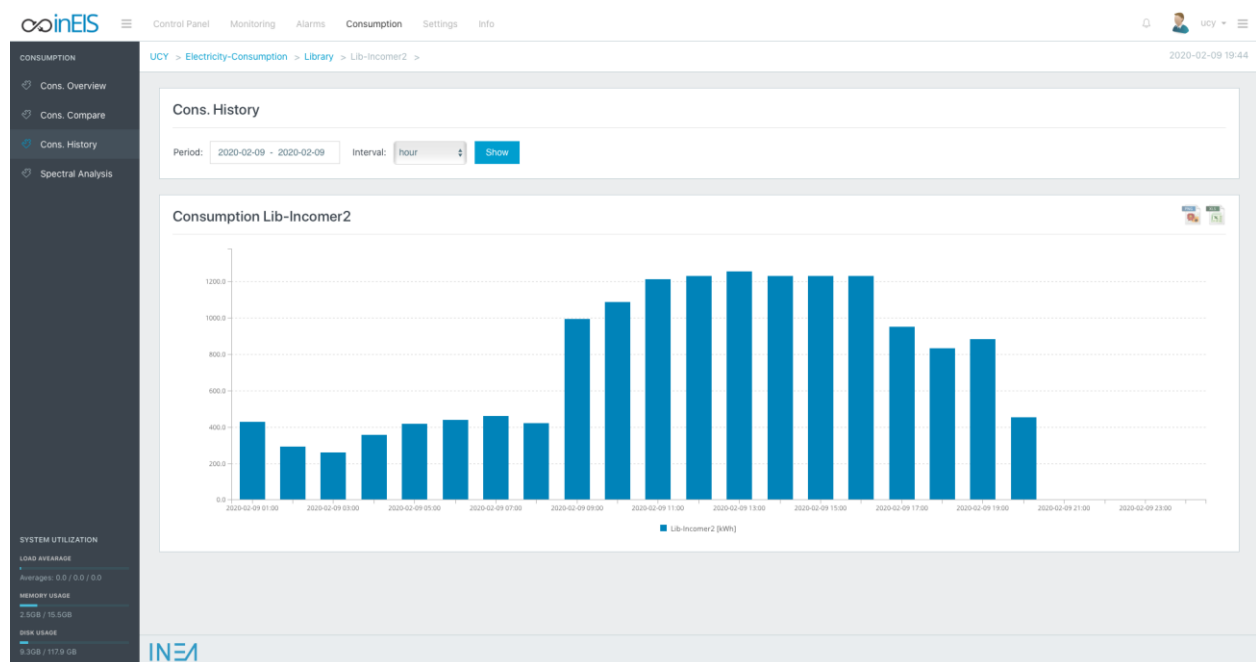 inEIS
Control Panel Monitoring Alarms Consumption Settings Info
ucy
CONSUMPTION
UCY > Electricity-Consumption > Library > Lib-Incomer2 >
2020-02-09 19:44
Cons. Overview
Cons. Compare
Cons. History
Spectral Analysis
Cons. History
Period: 2020-02-09 - 2020-02-09 Interval: hour Show
Consumption Lib-Incomer2
1200.0
1000.0
800.0
600.0
400.0
200.0
0.0
2020-02-09 01:00 2020-02-09 03:00 2020-02-09 05:00 2020-02-09 07:00 2020-02-09 09:00 2020-02-09 11:00 2020-02-09 13:00 2020-02-09 15:00 2020-02-09 17:00 2020-02-09 19:00 2020-02-09 21:00 2020-02-09 23:00
Lib-Incomer2 [kWh]
SYSTEM UTILIZATION
LOAD AVEARAGE
Averages: 0.0 / 0.0 / 0.0
MEMORY USAGE
2.5GB / 15.5GB
DISK USAGE
9.3GB / 117.9 GB
INEA